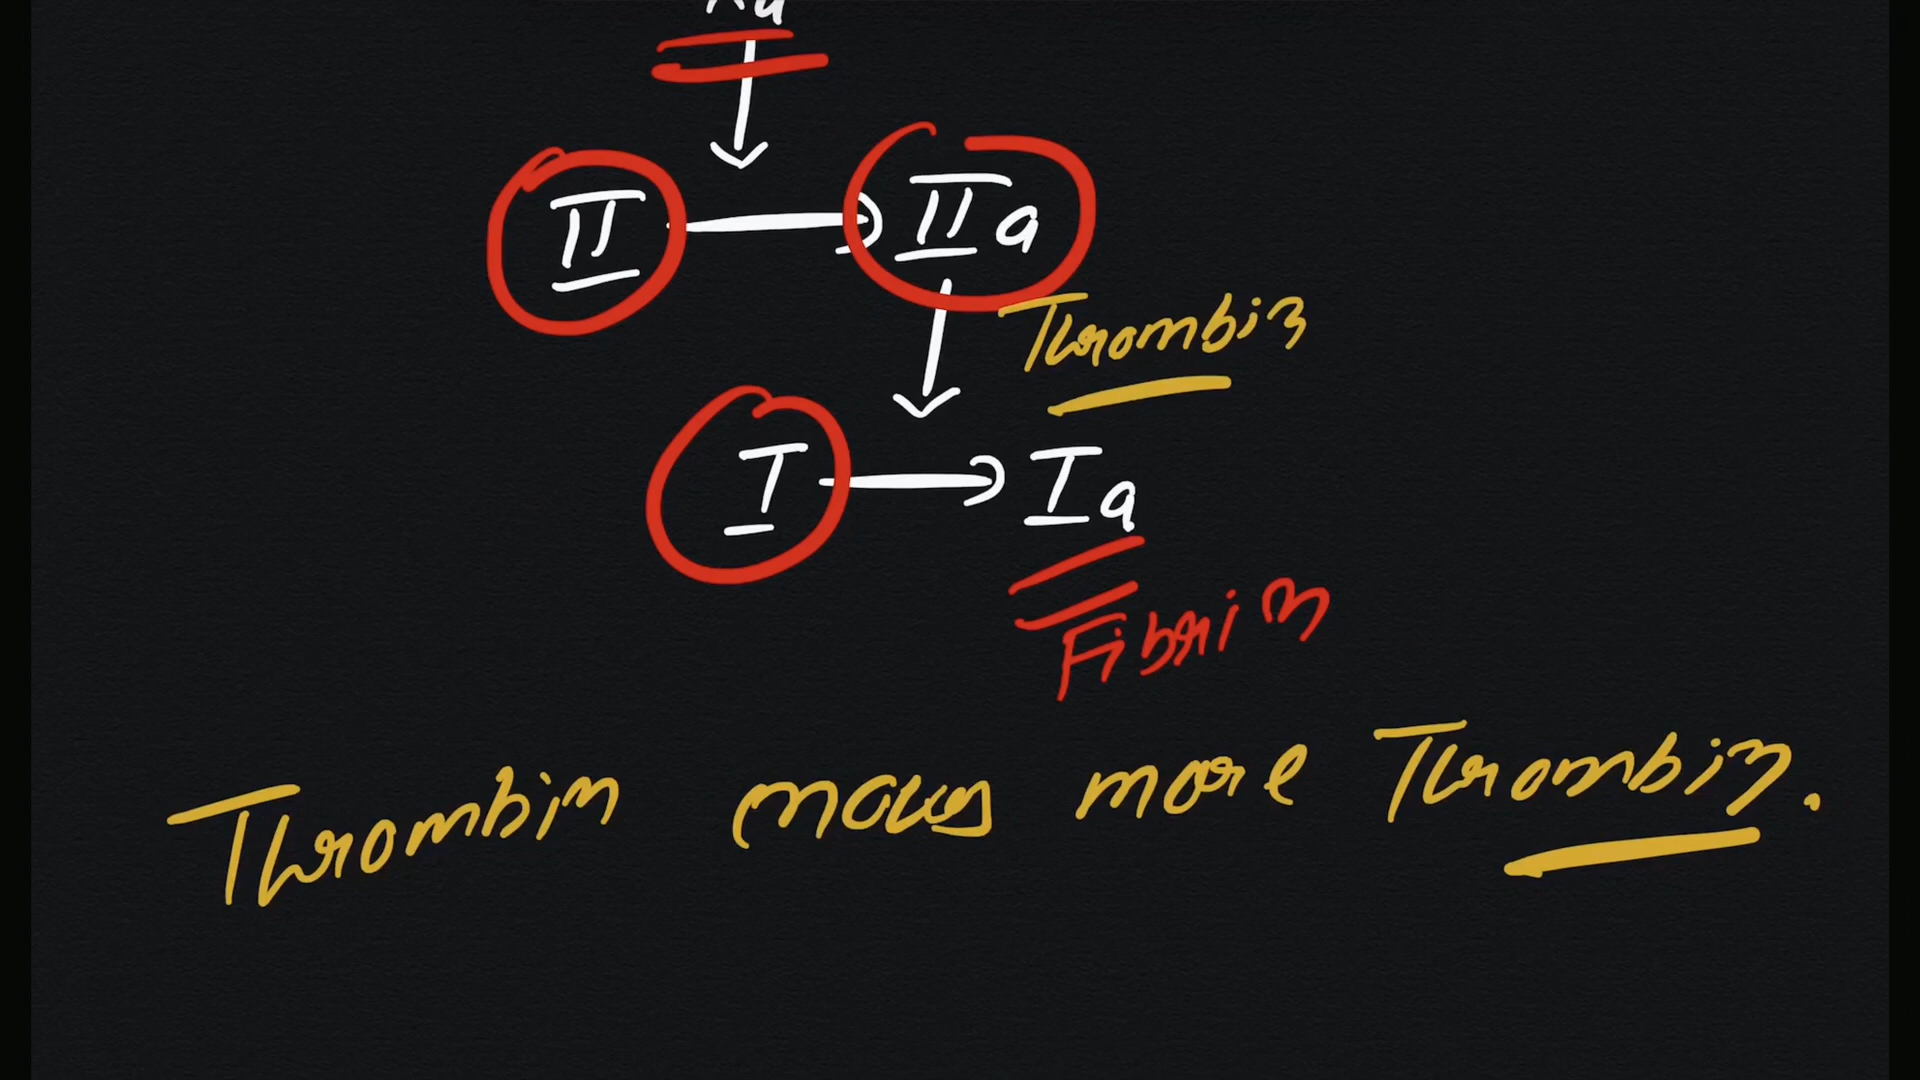 II → IIa
Thrombin
I → Ia
Fibrin
Thrombin makes more Thrombin.